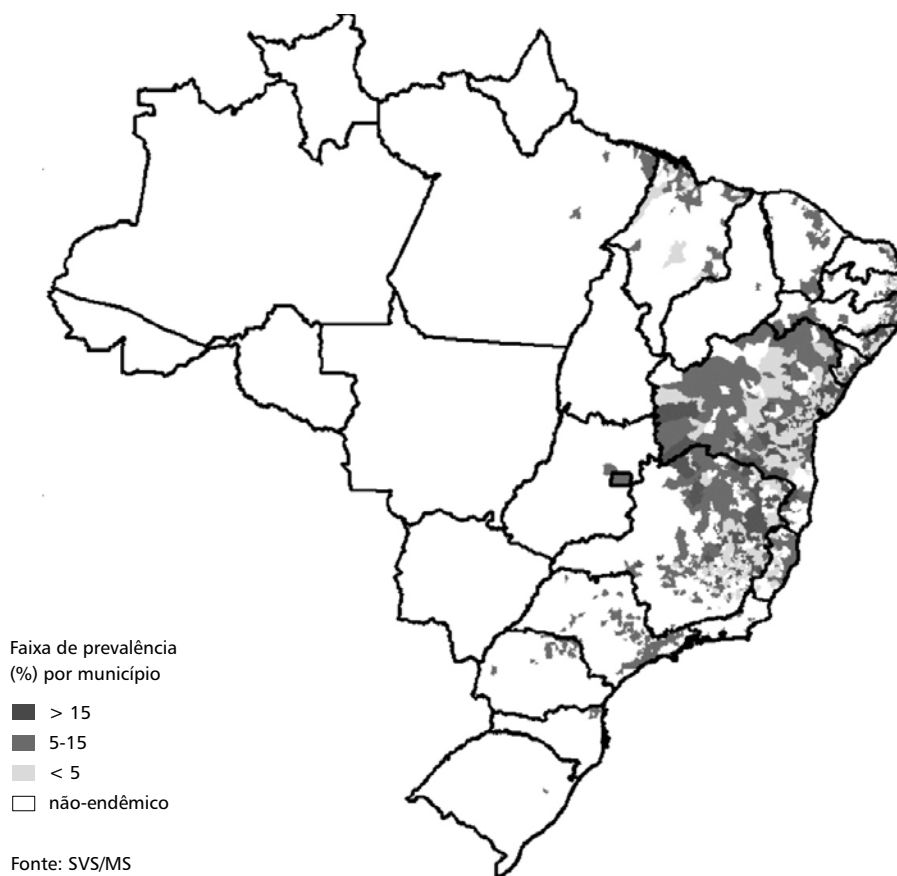 Faixa de prevalência
(%) por município
> 15
5-15
< 5
não-endêmico
Fonte: SVS/MS